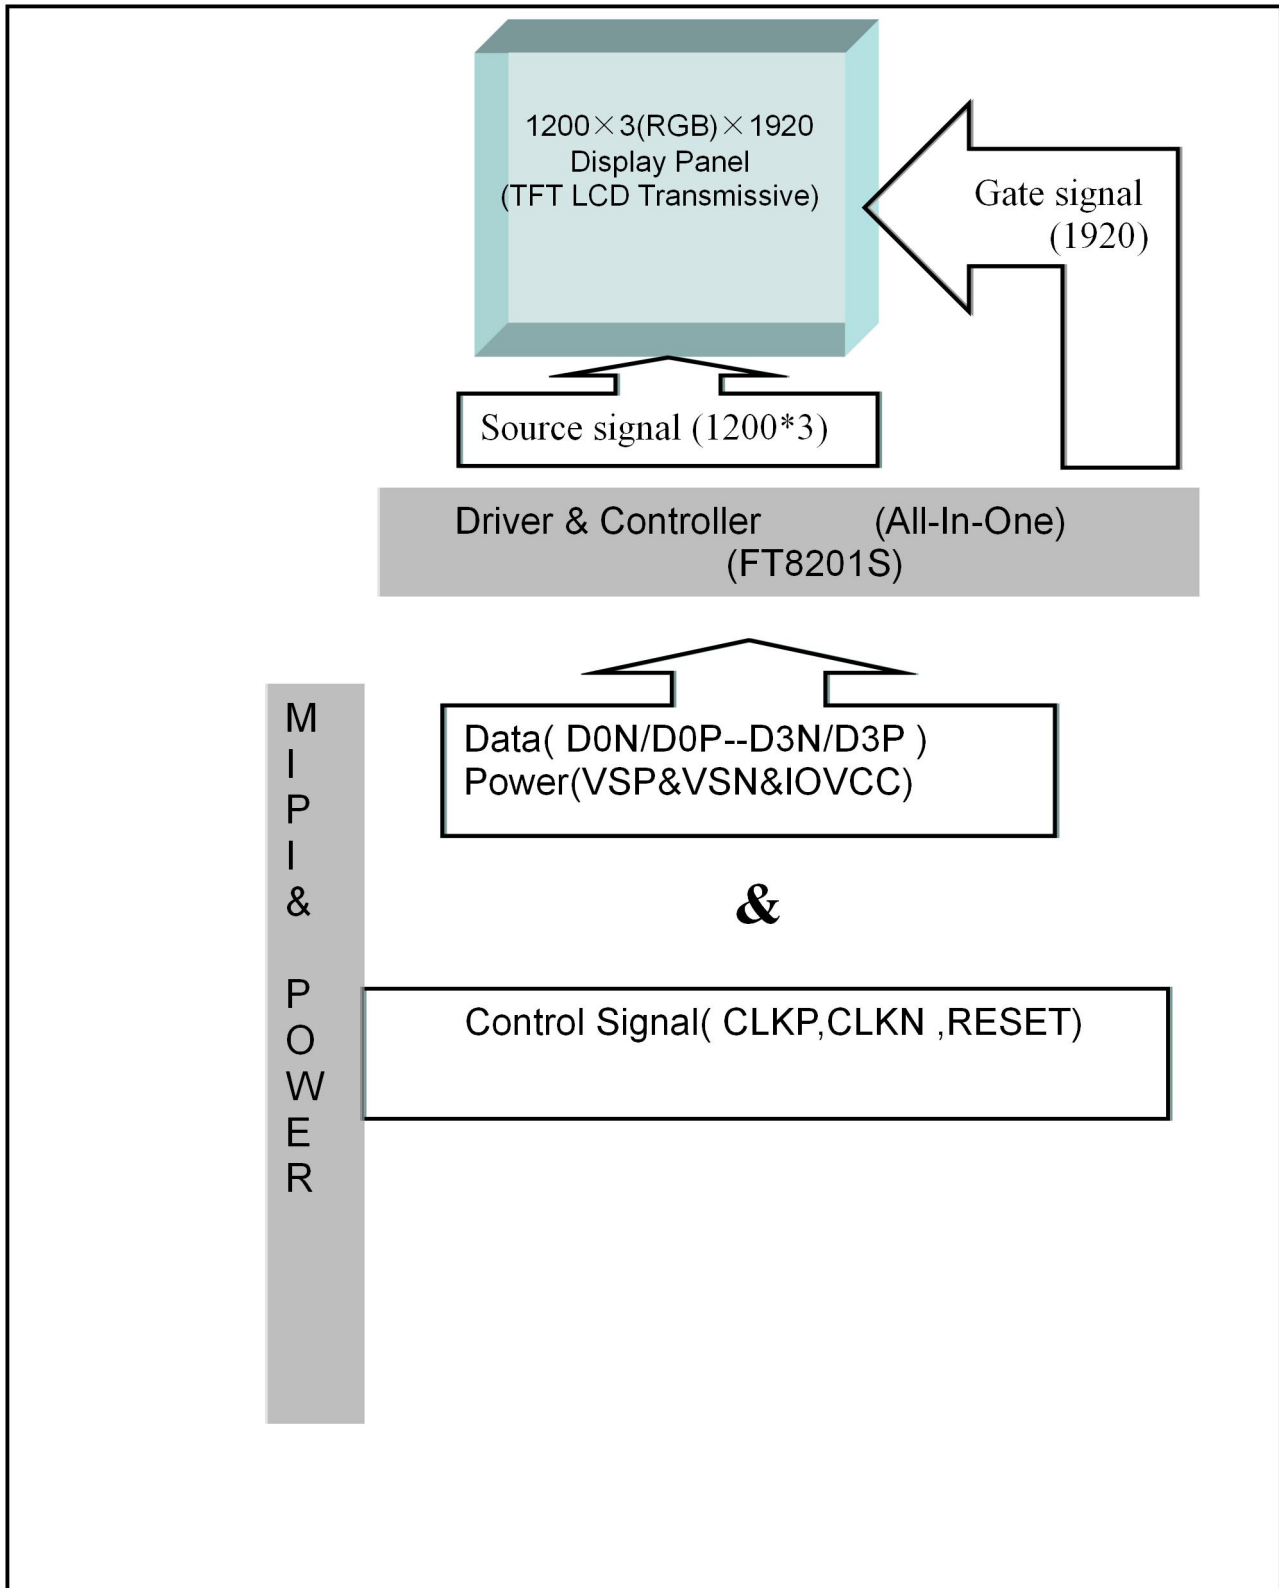 1200×3(RGB)×1920
Display Panel
(TFT LCD Transmissive)
Gate signal
(1920)
Source signal (1200*3)
Driver & Controller (All-In-One)
(FT8201S)
M
I
P
I
&
P
O
W
E
R
Data( D0N/D0P--D3N/D3P )
Power(VSP&VSN&IOVCC)
&
Control Signal( CLKP,CLKN ,RESET)